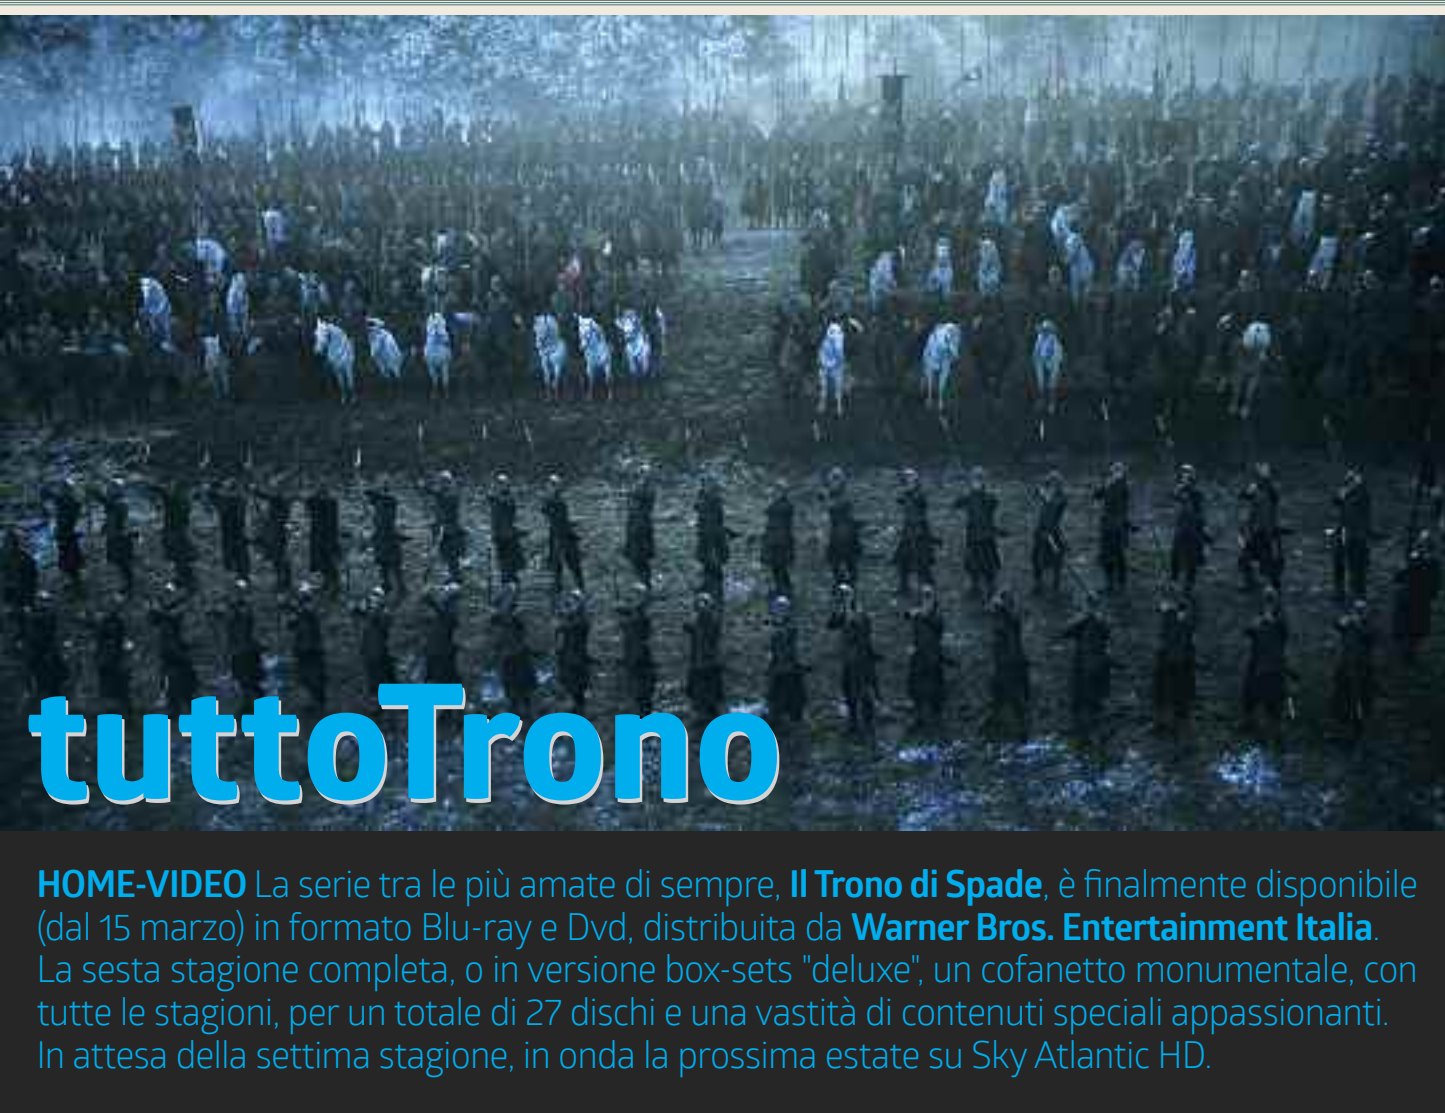 tuttoTrono
HOME-VIDEO La serie tra le più amate di sempre, Il Trono di Spade, è finalmente disponibile
(dal 15 marzo) in formato Blu-ray e Dvd, distribuita da Warner Bros. Entertainment Italia.
La sesta stagione completa, o in versione box-sets "deluxe", un cofanetto monumentale, con
tutte le stagioni, per un totale di 27 dischi e una vastità di contenuti speciali appassionanti.
In attesa della settima stagione, in onda la prossima estate su Sky Atlantic HD.